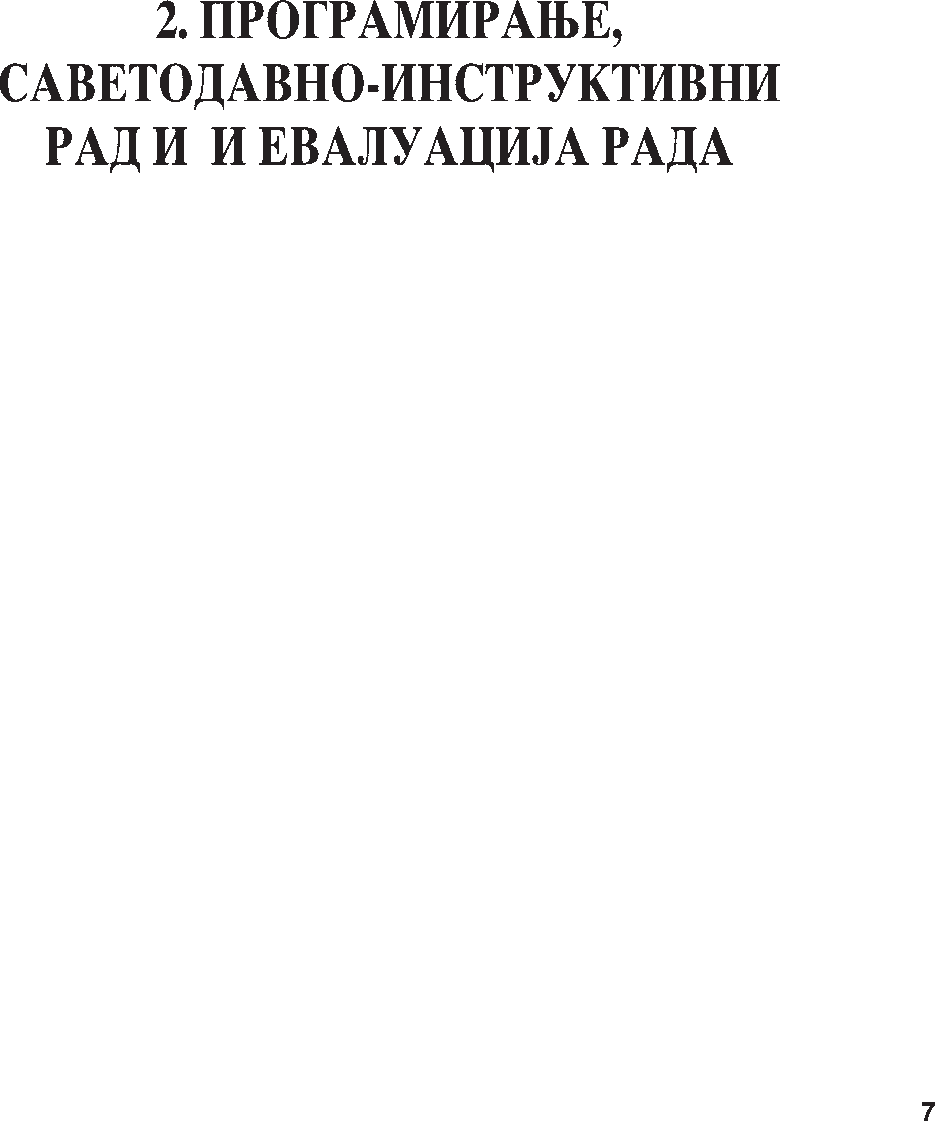 2. ПРОГРАМИРАЊЕ,
САВЕТОДАВНО-ИНСТРУКТИВНИ
РАД И  И ЕВАЛУАЦИЈА РАДА
7